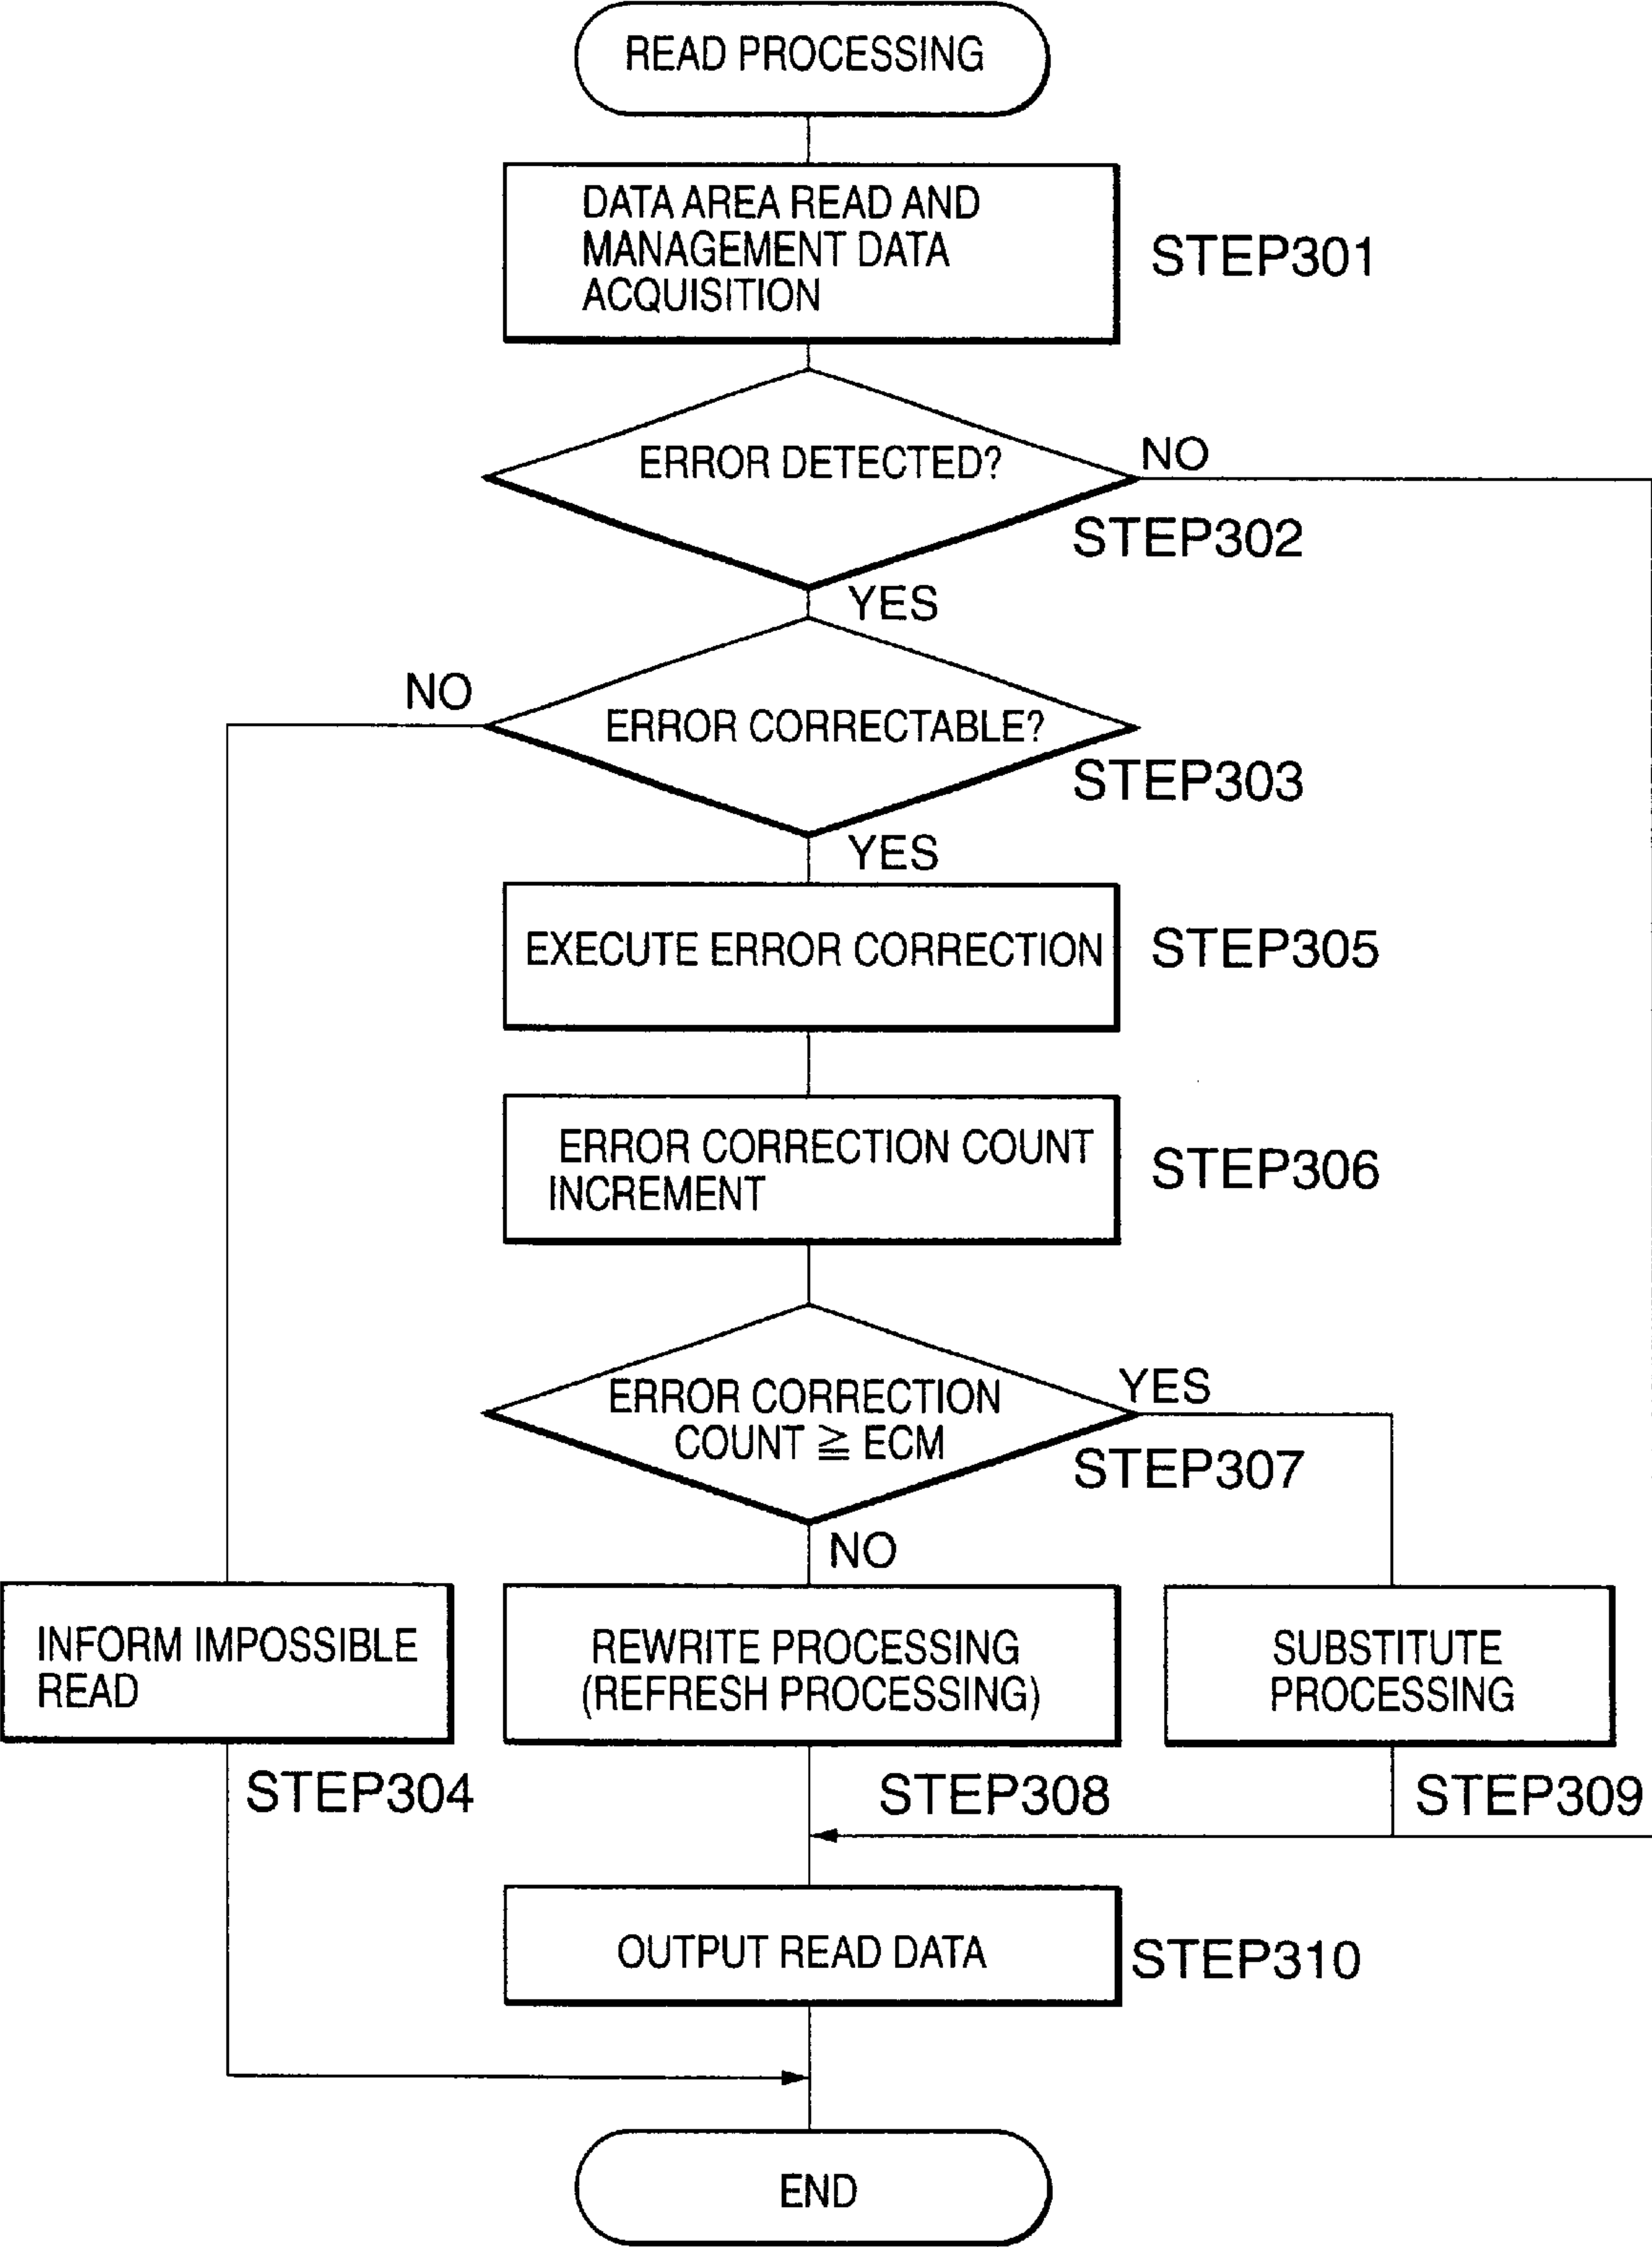 READ PROCESSING
DATA AREA READ AND
MANAGEMENT DATA
ACQUISITION
STEP301
ERROR DETECTED?
NO
STEP302
YES
NO
ERROR CORRECTABLE?
STEP303
YES
EXECUTE ERROR CORRECTION
STEP305
ERROR CORRECTION COUNT
INCREMENT
STEP306
ERROR CORRECTION
COUNT ≧ ECM
YES
STEP307
NO
INFORM IMPOSSIBLE
READ
STEP304
REWRITE PROCESSING
(REFRESH PROCESSING)
STEP308
SUBSTITUTE
PROCESSING
STEP309
OUTPUT READ DATA
STEP310
END